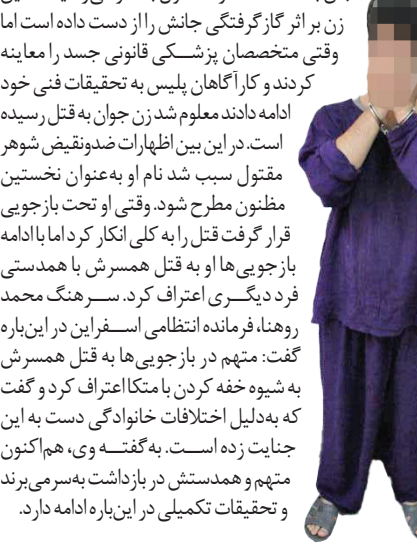 زن بر اثر گاز گرفتگی جانش را از دست داده است اما
وقتی متخصصان پزشــکی قانونی جسد را معاینه
کردند و کارآگاهان پلیس به تحقیقات فنی خود
ادامه دادند معلوم شد زن جوان به قتل رسیده
است. در این بین اظهارات ضدونقیض شوهر
مقتول سبب شد نام او به‌عنوان نخستین
مظنون مطرح شود. وقتی او تحت بازجویی
قرار گرفت قتل را به کلی انکار کرد اما با ادامه
بازجویی‌ها او به قتل همسرش با همدستی
فرد دیگــــری اعتراف کرد. ســرهنگ محمد
روهنا، فرمانده انتظامی اســفراین در این‌باره
گفت: متهم در بازجویی‌ها به قتل همسرش
به شیوه خفه کردن با متکا اعتراف کرد و گفت
که به‌دلیل اختلافات خانوادگی دست به این
جنایت زده اســت. به‌گفتــه وی، هم‌اکنون
متهم و همدستش در بازداشت به‌سرمی‌برند
و تحقیقات تکمیلی در این‌باره ادامه دارد.